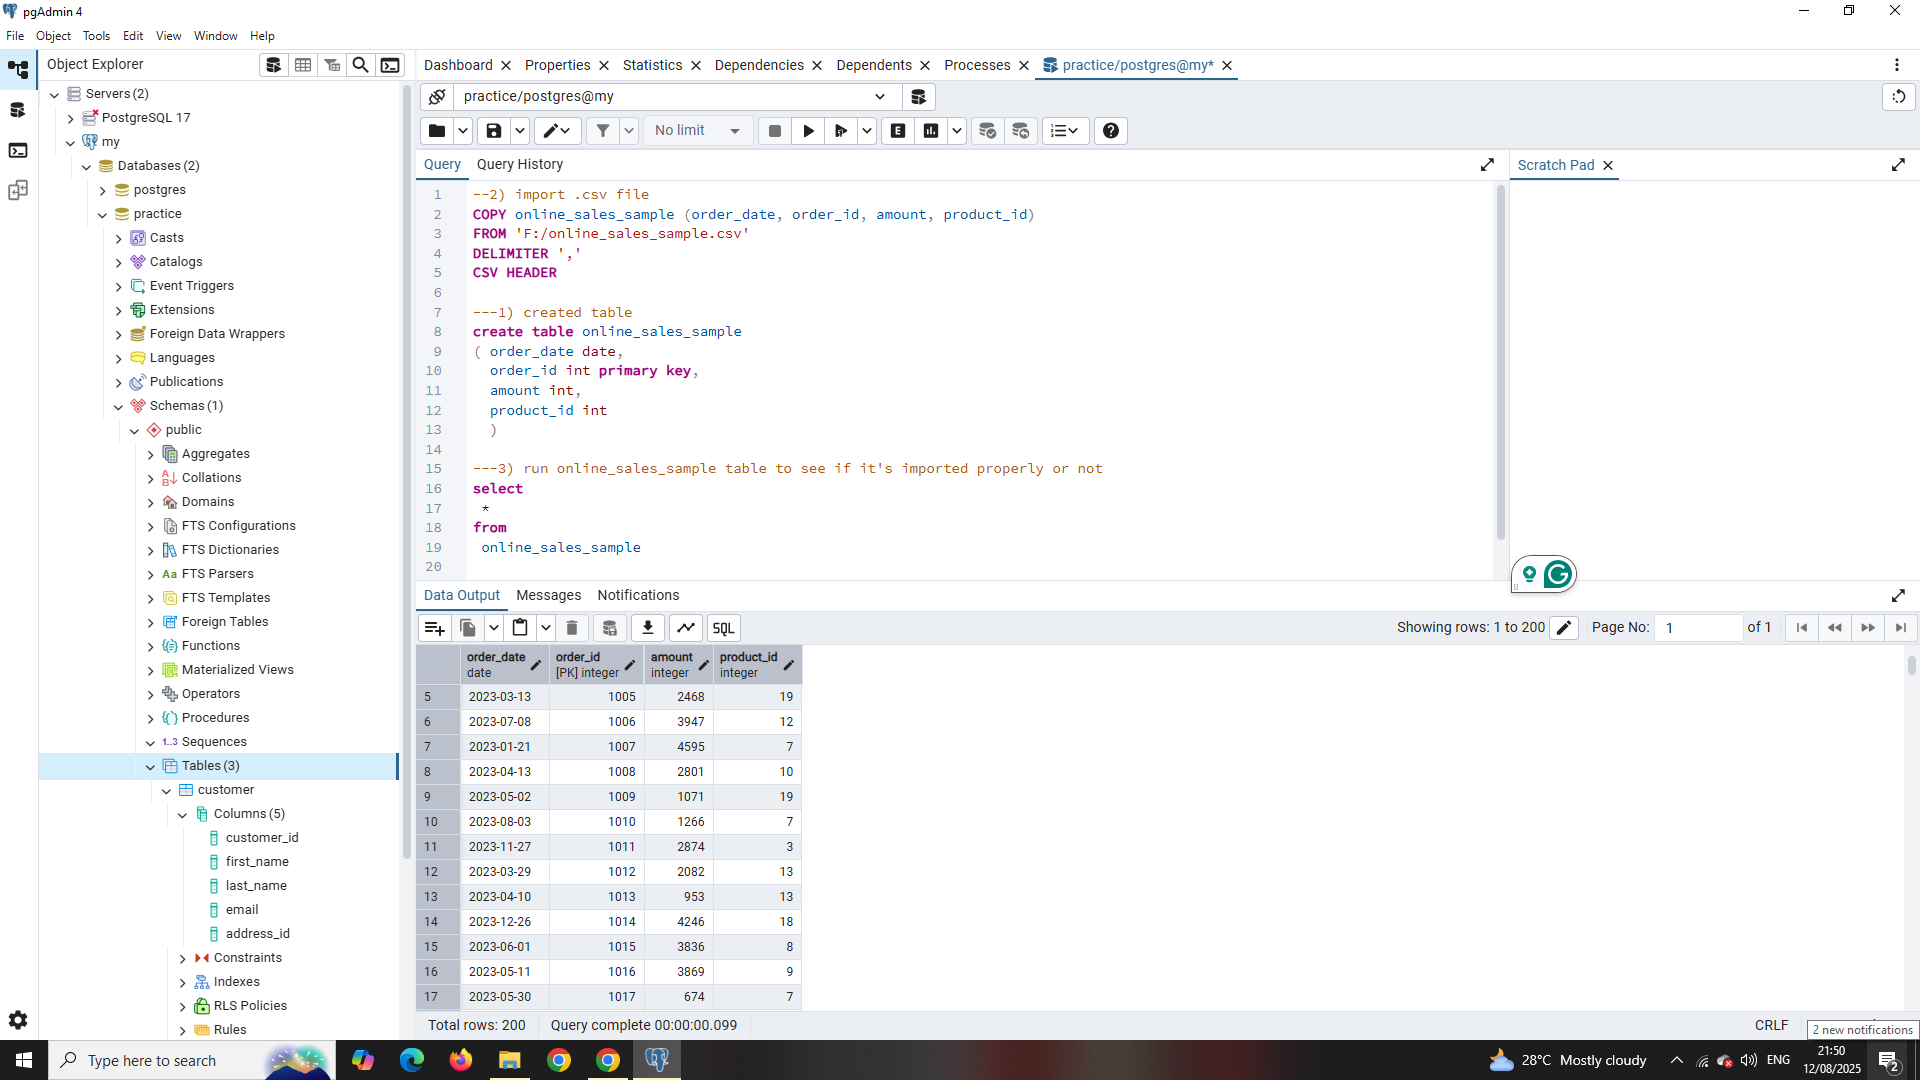 pgAdmin 4
File Object Tools Edit View Window Help
Object Explorer
Servers (2)
PostgreSQL 17
my
Databases (2)
postgres
practice
Casts
Catalogs
Event Triggers
Extensions
Foreign Data Wrappers
Languages
Publications
Schemas (1)
public
Aggregates
Collations
Domains
FTS Configurations
FTS Dictionaries
Aa FTS Parsers
FTS Templates
Foreign Tables
Functions
Materialized Views
Operators
Procedures
1..3 Sequences
Tables (3)
customer
Columns (5)
customer_id
first_name
last_name
email
address_id
Constraints
Indexes
RLS Policies
Rules
Dashboard Properties Statistics Dependencies Dependents Processes practice/postgres@my*
practice/postgres@my
No limit E
Query Query History
Scratch Pad
1 --2) import .csv file
2 COPY online_sales_sample (order_date, order_id, amount, product_id)
3 FROM 'F:/online_sales_sample.csv'
4 DELIMITER ','
5 CSV HEADER
6
7 ---1) created table
8 create table online_sales_sample
9 ( order_date date,
10 order_id int primary key,
11 amount int,
12 product_id int
13 )
14
15 ---3) run online_sales_sample table to see if it's imported properly or not
16 select
17 *
18 from
19 online_sales_sample
20
Data Output Messages Notifications
SQL Showing rows: 1 to 200 Page No: 1 of 1
order_date order_id amount product_id
date [PK] integer integer integer
5 2023-03-13 1005 2468 19
6 2023-07-08 1006 3947 12
7 2023-01-21 1007 4595 7
8 2023-04-13 1008 2801 10
9 2023-05-02 1009 1071 19
10 2023-08-03 1010 1266 7
11 2023-11-27 1011 2874 3
12 2023-03-29 1012 2082 13
13 2023-04-10 1013 953 13
14 2023-12-26 1014 4246 18
15 2023-06-01 1015 3836 8
16 2023-05-11 1016 3869 9
17 2023-05-30 1017 674 7
Total rows: 200 Query complete 00:00:00.099 CRLF
2 new notifications
Type here to search
28°C Mostly cloudy ENG
21:50
12/08/2025
2